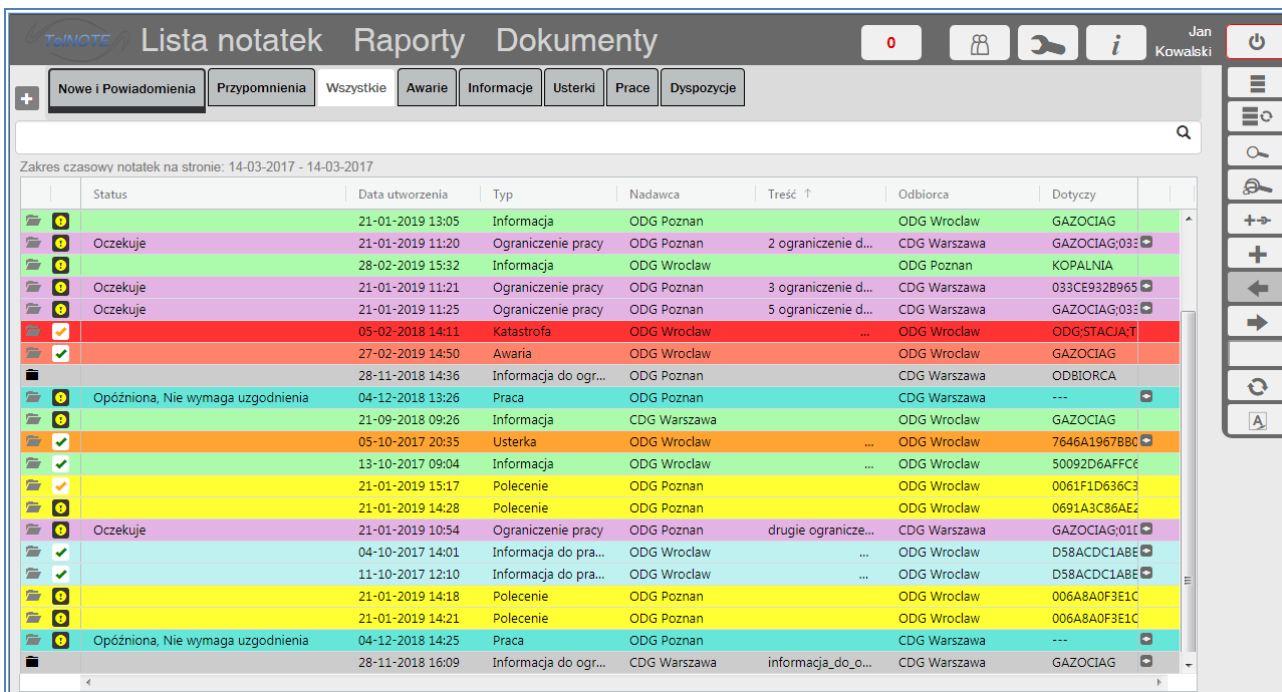 TelNOTE Lista notatek Raporty Dokumenty 0 i Jan Kowalski
Nowe i Powiadomienia Przypomnienia Wszystkie Awarie Informacje Usterki Prace Dyspozycje
Zakres czasowy notatek na stronie: 14-03-2017 - 14-03-2017
Status Data utworzenia Typ Nadawca Treść ↑ Odbiorca Dotyczy
21-01-2019 13:05 Informacja ODG Poznan ODG Wroclaw GAZOCIAG
Oczekuje 21-01-2019 11:20 Ograniczenie pracy ODG Poznan 2 ograniczenie d... CDG Warszawa GAZOCIAG;033
28-02-2019 15:32 Informacja ODG Wroclaw ODG Poznan KOPALNIA
Oczekuje 21-01-2019 11:21 Ograniczenie pracy ODG Poznan 3 ograniczenie d... CDG Warszawa 033CE932B965
Oczekuje 21-01-2019 11:25 Ograniczenie pracy ODG Poznan 5 ograniczenie d... CDG Warszawa GAZOCIAG;033
05-02-2018 14:11 Katastrofa ODG Wroclaw ... ODG Wroclaw ODG;STACJA;T
27-02-2019 14:50 Awaria ODG Wroclaw ODG Wroclaw GAZOCIAG
28-11-2018 14:36 Informacja do ogr... ODG Poznan CDG Warszawa ODBIORCA
Opóźniona, Nie wymaga uzgodnienia 04-12-2018 13:26 Praca ODG Poznan CDG Warszawa ---
21-09-2018 09:26 Informacja CDG Warszawa ODG Wroclaw GAZOCIAG
05-10-2017 20:35 Usterka ODG Wroclaw ... ODG Wroclaw 7646A1967BB0
13-10-2017 09:04 Informacja ODG Wroclaw ... ODG Wroclaw 50092D6AFFC6
21-01-2019 15:17 Polecenie ODG Poznan ODG Wroclaw 0061F1D636C3
21-01-2019 14:28 Polecenie ODG Poznan ODG Wroclaw 0691A3C86AE2
Oczekuje 21-01-2019 10:54 Ograniczenie pracy ODG Poznan drugie ogranicze... CDG Warszawa
04-10-2017 14:01 Informacja do pra... ODG Wroclaw ... ODG Wroclaw D58ACDC1ABE
11-10-2017 12:10 Informacja do pra... ODG Wroclaw ... ODG Wroclaw D58ACDC1ABE
21-01-2019 14:18 Polecenie ODG Poznan ODG Wroclaw 006A8A0F3E1C
21-01-2019 14:21 Polecenie ODG Poznan ODG Wroclaw 006A8A0F3E1C
Opóźniona, Nie wymaga uzgodnienia 04-12-2018 14:25 Praca ODG Poznan CDG Warszawa ---
28-11-2018 16:09 Informacja do ogr... CDG Warszawa informacja_do_o... CDG Warszawa GAZOCIAG